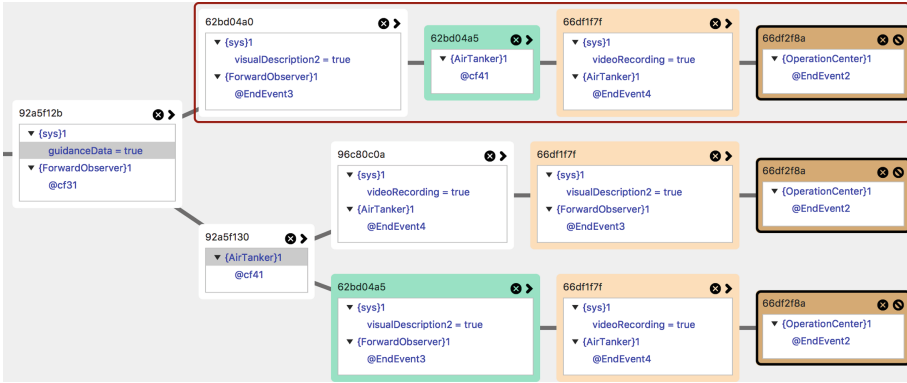 62bd04a0
▼ {sys}1
visualDescription2 = true
▼ {ForwardObserver}1
@EndEvent3
62bd04a5
▼ {AirTanker}1
@cf41
66df1f7f
▼ {sys}1
videoRecording = true
▼ {AirTanker}1
@EndEvent4
66df2f8a
▼ {OperationCenter}1
@EndEvent2
92a5f12b
▼ {sys}1
guidanceData = true
▼ {ForwardObserver}1
@cf31
96c80c0a
▼ {sys}1
videoRecording = true
▼ {AirTanker}1
@EndEvent4
66df1f7f
▼ {sys}1
visualDescription2 = true
▼ {ForwardObserver}1
@EndEvent3
66df2f8a
▼ {OperationCenter}1
@EndEvent2
92a5f130
▼ {AirTanker}1
@cf41
62bd04a5
▼ {sys}1
visualDescription2 = true
▼ {ForwardObserver}1
@EndEvent3
66df1f7f
▼ {sys}1
videoRecording = true
▼ {AirTanker}1
@EndEvent4
66df2f8a
▼ {OperationCenter}1
@EndEvent2